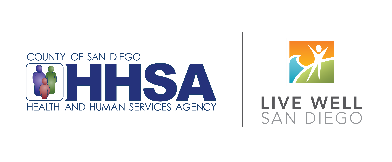 COUNTY OF SAN DIEGO
HHSA
HEALTH AND HUMAN SERVICES AGENCY
LIVE WELL
SAN DIEGO